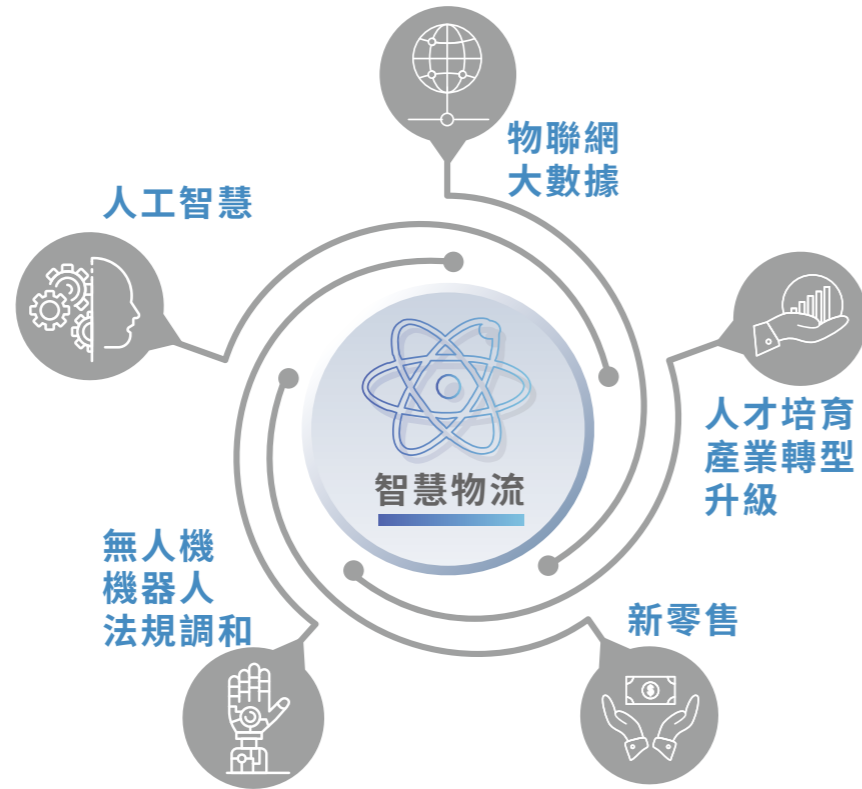 物聯網
大數據
人工智慧
人才培育
產業轉型
升級
智慧物流
無人機
機器人
法規調和
新零售
$